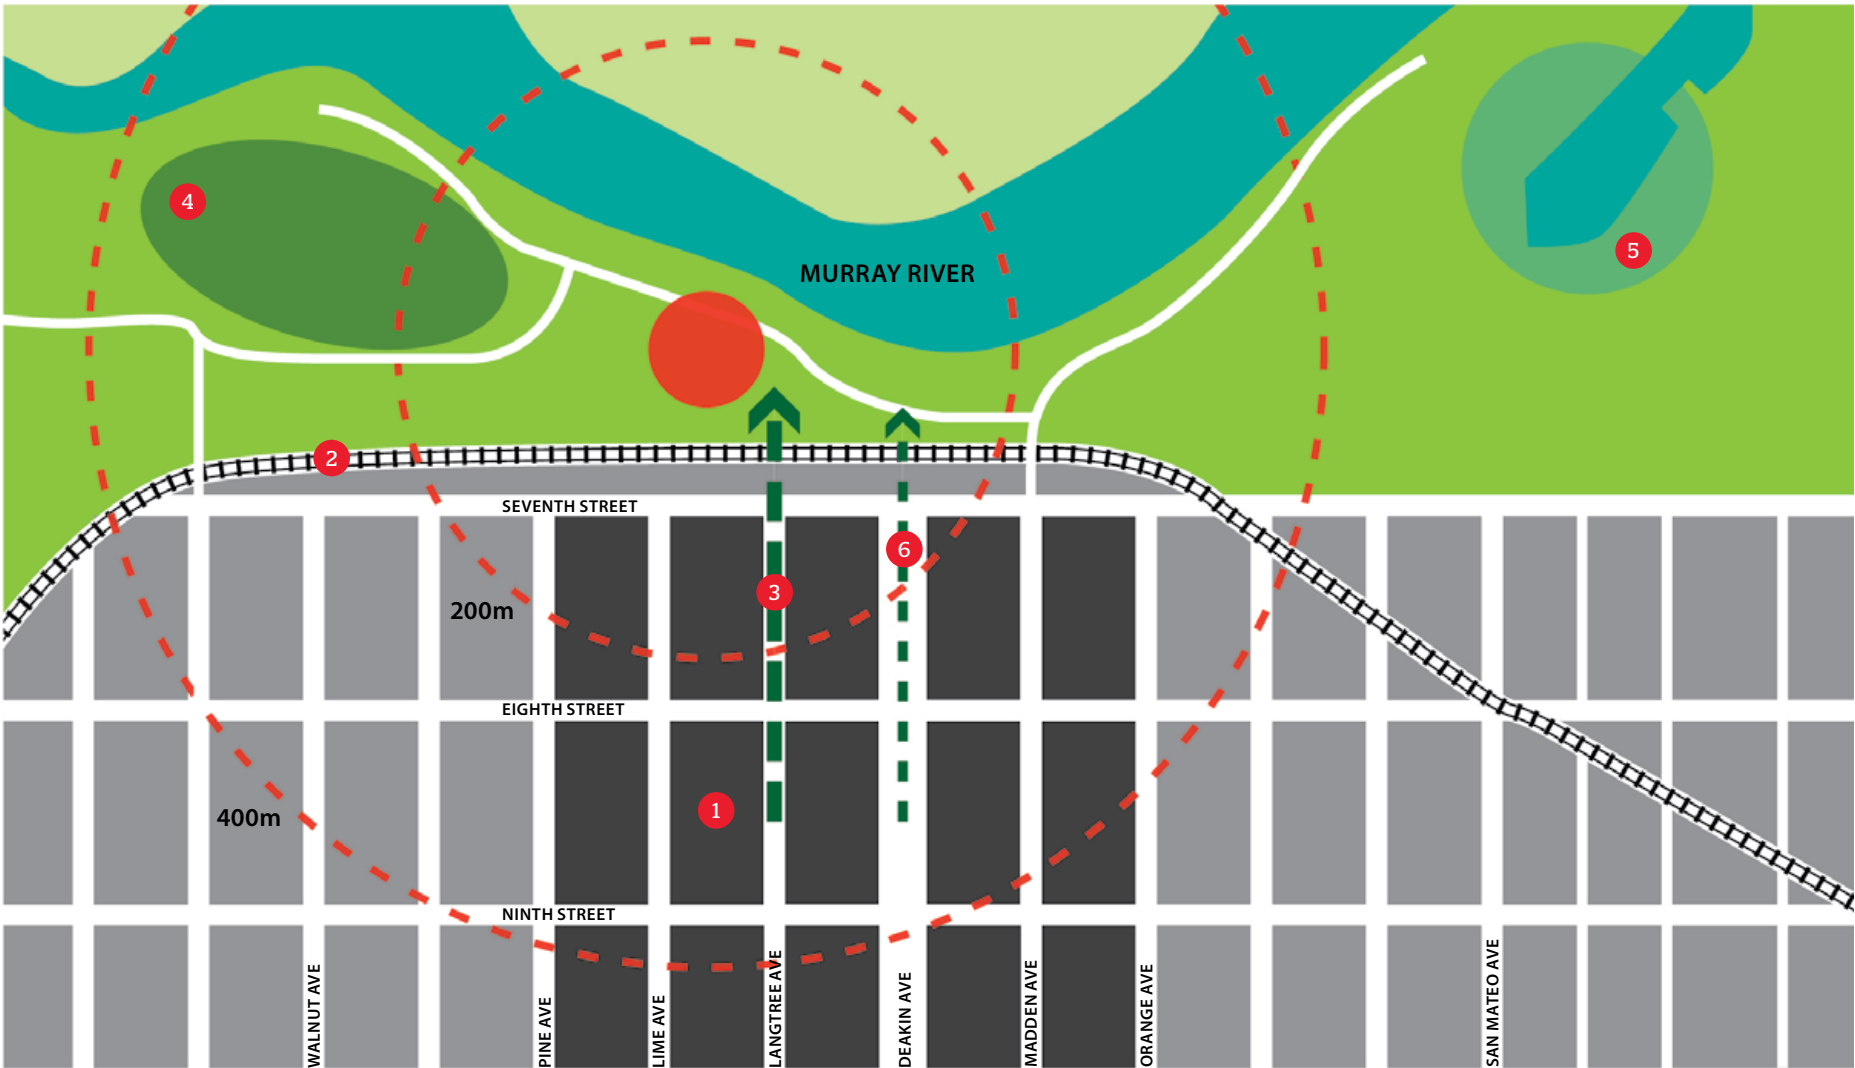 4
5
MURRAY RIVER
2
SEVENTH STREET
6
3
200m
EIGHTH STREET
1
400m
NINTH STREET
WALNUT AVE
PINE AVE
LIME AVE
LANGTREE AVE
DEAKIN AVE
MADDEN AVE
ORANGE AVE
SAN MATEO AVE